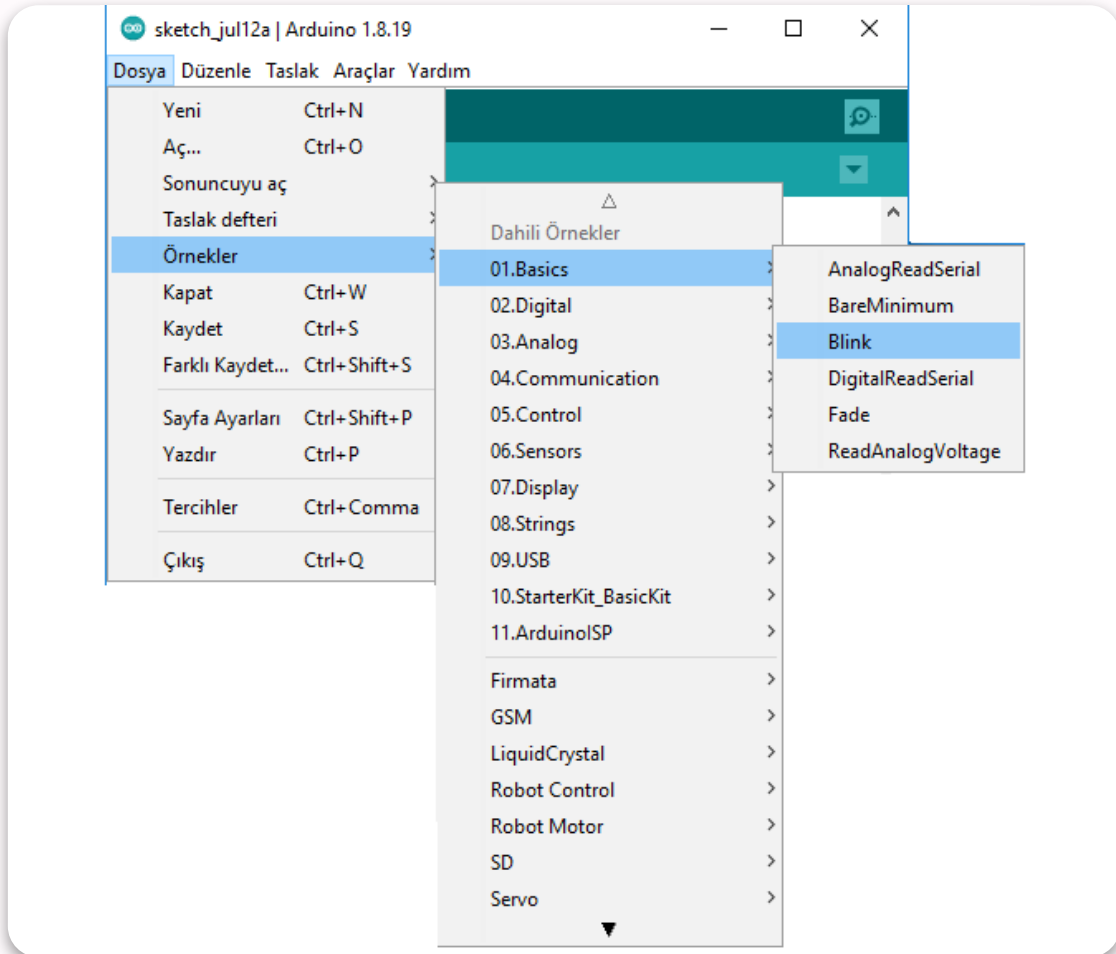 sketch_jul12a | Arduino 1.8.19
Dosya Düzenle Taslak Araçlar Yardım
Yeni Ctrl+N
Aç... Ctrl+O
Sonuncuyu aç
Taslak defteri
Örnekler
Kapat Ctrl+W
Kaydet Ctrl+S
Farklı Kaydet... Ctrl+Shift+S
Sayfa Ayarları Ctrl+Shift+P
Yazdır Ctrl+P
Tercihler Ctrl+Comma
Çıkış Ctrl+Q
Dahili Örnekler
01.Basics
02.Digital
03.Analog
04.Communication
05.Control
06.Sensors
07.Display
08.Strings
09.USB
10.StarterKit_BasicKit
11.ArduinoISP
Firmata
GSM
LiquidCrystal
Robot Control
Robot Motor
SD
Servo
AnalogReadSerial
BareMinimum
Blink
DigitalReadSerial
Fade
ReadAnalogVoltage